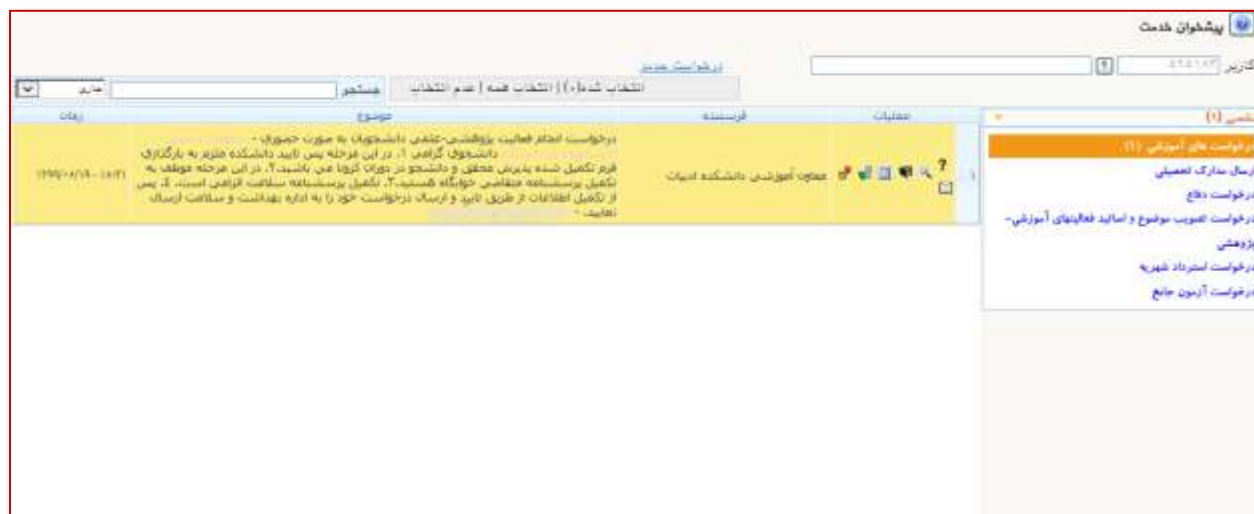 پیشخوان خدمت
کاربر
درخواست جدید
انتخاب شده(۰) | انتخاب همه | عدم انتخاب
جستجو
جاری
عملیات
فرستنده
موضوع
زمان
۱
معاون آموزشی دانشکده ادبیات
درخواست انجام فعالیت پژوهشی-علمی دانشجویان به صورت حضوری -
دانشجوی گرامی ۱. در این مرحله پس تایید دانشکده ملزم به بارگذاری
فرم تکمیل شده پذیرش محقق و دانشجو در دوران کرونا می باشید.۲. در این مرحله موظف به
تکمیل پرسشنامه متقاضی خوابگاه هستید.۳. تکمیل پرسشنامه سلامت الزامی است. ٤. پس
از تکمیل اطلاعات از طریق تایید و ارسال درخواست خود را به اداره بهداشت و سلامت ارسال
نمایید. -
(۱)
درخواست های آموزشی (1).
ارسال مدارک تحصیلی
درخواست دفاع
درخواست تصویب موضوع و اساتید فعالیتهای آموزشی-
پژوهشی
درخواست استرداد شهریه
درخواست آزمون جامع